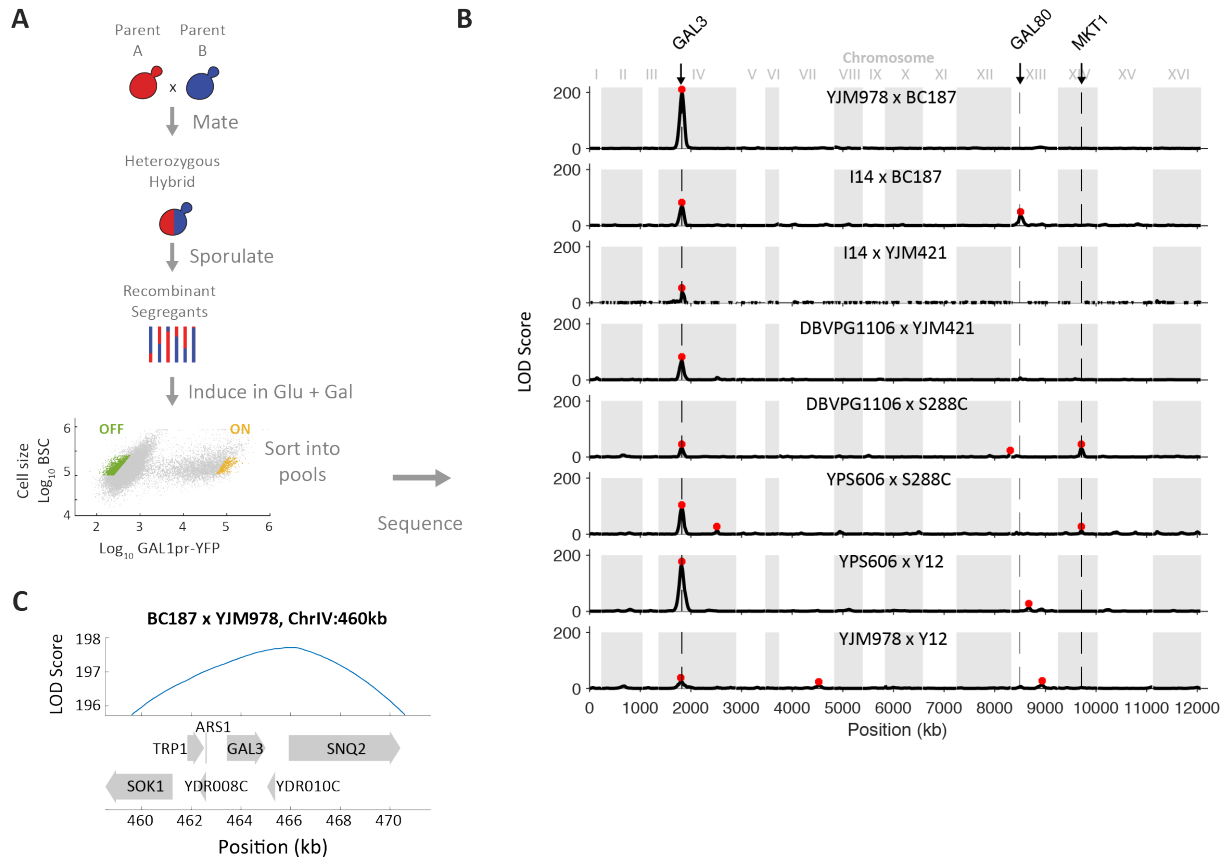 A
Parent
A
Parent
B
x
Mate
Heterozygous
Hybrid
Sporulate
Recombinant
Segregants
Induce in Glu + Gal
OFF
ON
Cell size
Log10 BSC
6
5
4
2 3 4 5 6
Log10 GAL1pr-YFP
Sort into
pools
Sequence
B
GAL3
GAL80
MKT1
Chromosome
I II III IV V VI VII VIII IX X XI XII XIII XIV XV XVI
LOD Score
200
0
YJM978 x BC187
200
0
I14 x BC187
200
0
I14 x YJM421
200
0
DBVPG1106 x YJM421
200
0
DBVPG1106 x S288C
200
0
YPS606 x S288C
200
0
YPS606 x Y12
200
0
YJM978 x Y12
0 1000 2000 3000 4000 5000 6000 7000 8000 9000 10000 11000 12000
Position (kb)
C
BC187 x YJM978, ChrIV:460kb
LOD Score
198
197
196
ARS1
TRP1
GAL3
SNQ2
SOK1
YDR008C
YDR010C
460 462 464 466 468 470
Position (kb)